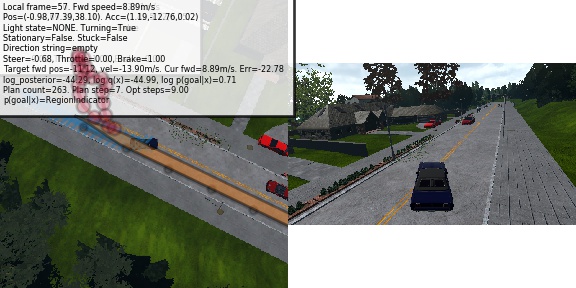 Local frame=57. Fwd speed=8.89m/s
Pos=(-0.98,77.39,38.10). Acc=(1.19,-12.76,0.02)
Light state=NONE. Turning=True
Stationary=False. Stuck=False
Direction string=empty
Steer=-0.68, Throttle=0.00, Brake=1.00
Target fwd pos=-11.12, vel=-13.90m/s. Cur fwd=8.89m/s. Err=-22.78
log_posterior=-44.29, log q(x)=-44.99, log p(goal|x)=0.71
Plan count=263. Plan step=7. Opt steps=9.00
p(goal|x)=RegionIndicator